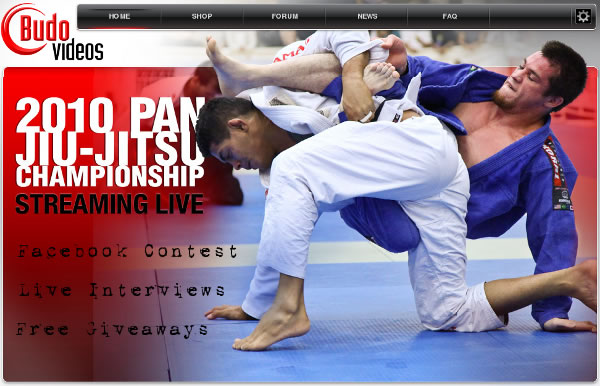 Budo
videos
HOME SHOP FORUM NEWS FAQ
2010 PAN
JIU-JITSU
CHAMPIONSHIP
STREAMING LIVE
Facebook Contest
Live Interviews
Free Giveaways